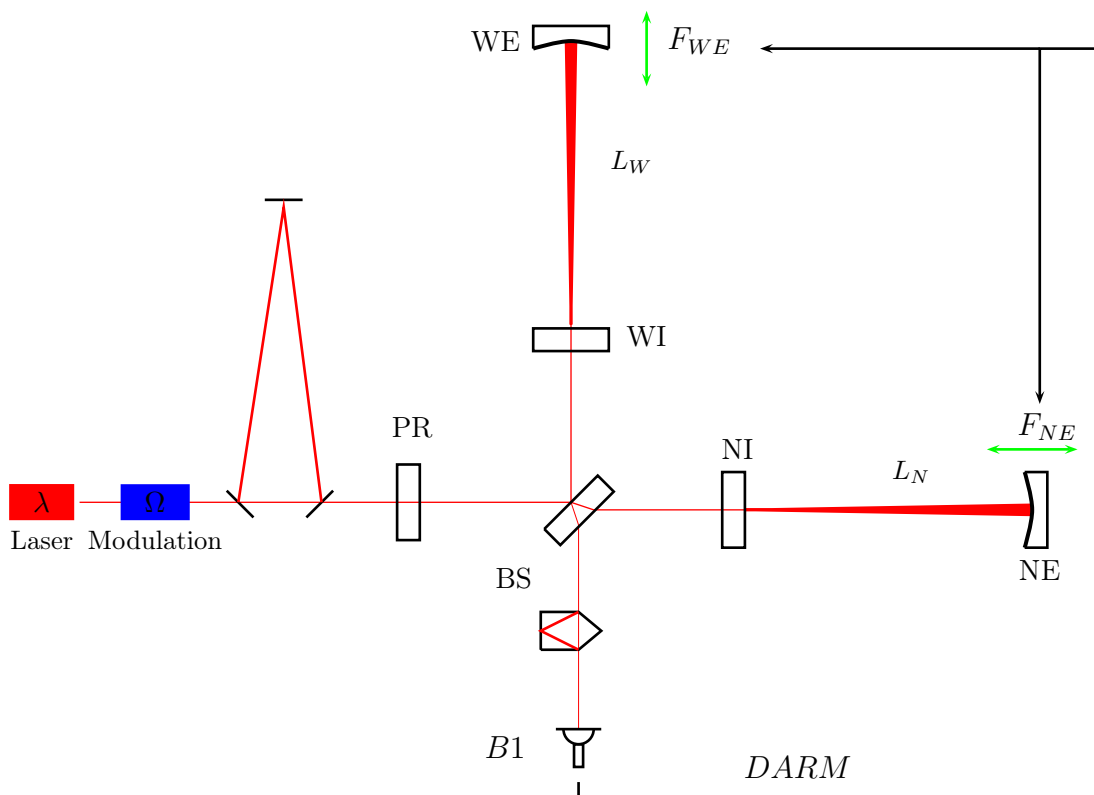 WE
F_{WE}
L_W
WI
PR
NI
F_{NE}
L_N
λ
Ω
Laser
Modulation
NE
BS
B1
DARM